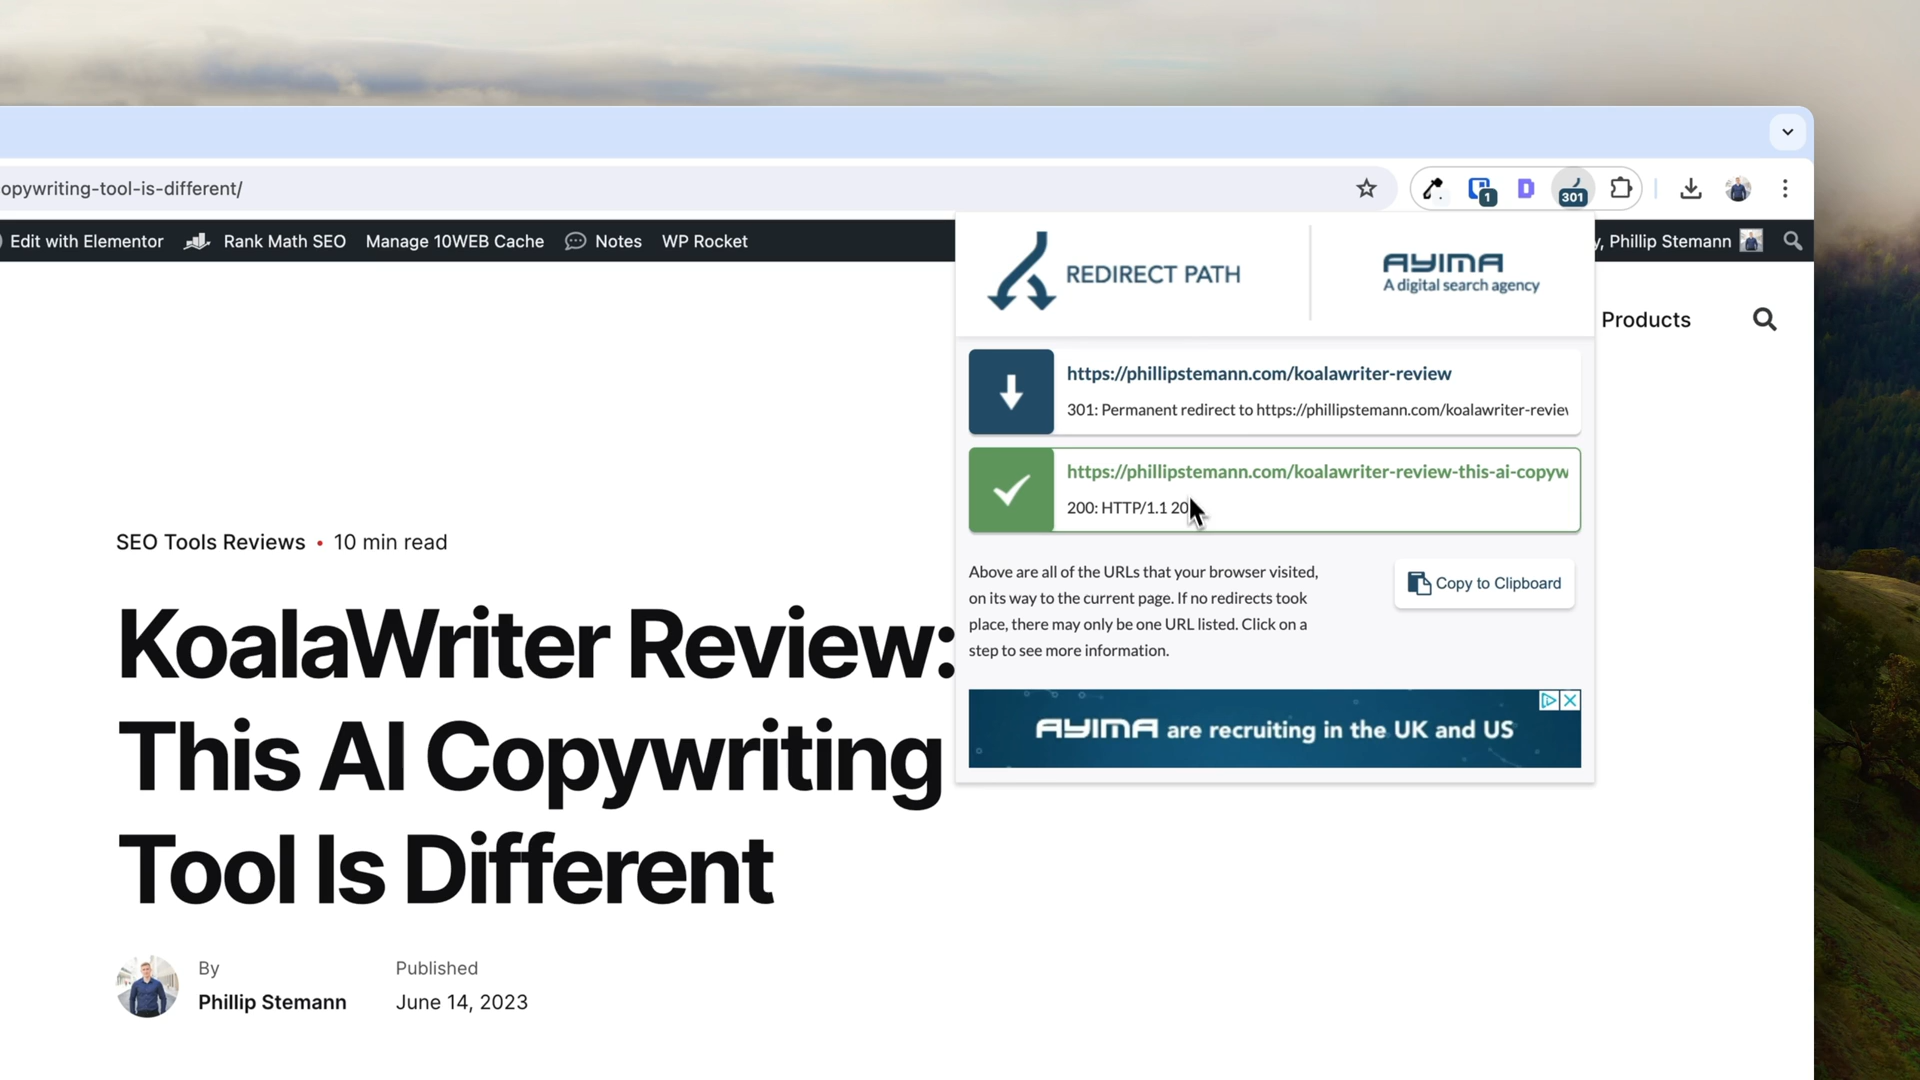 opywriting-tool-is-different/
1
301
Edit with Elementor
Rank Math SEO
Manage 10WEB Cache
Notes
WP Rocket
y, Phillip Stemann
REDIRECT PATH
AYIMA
A digital search agency
Products
https://phillipstemann.com/koalawriter-review
301: Permanent redirect to https://phillipstemann.com/koalawriter-review
https://phillipstemann.com/koalawriter-review-this-ai-copyw
200: HTTP/1.1 20
Above are all of the URLs that your browser visited,
on its way to the current page. If no redirects took
place, there may only be one URL listed. Click on a
step to see more information.
Copy to Clipboard
AYIMA are recruiting in the UK and US
SEO Tools Reviews • 10 min read
KoalaWriter Review:
This AI Copywriting
Tool Is Different
By
Phillip Stemann
Published
June 14, 2023